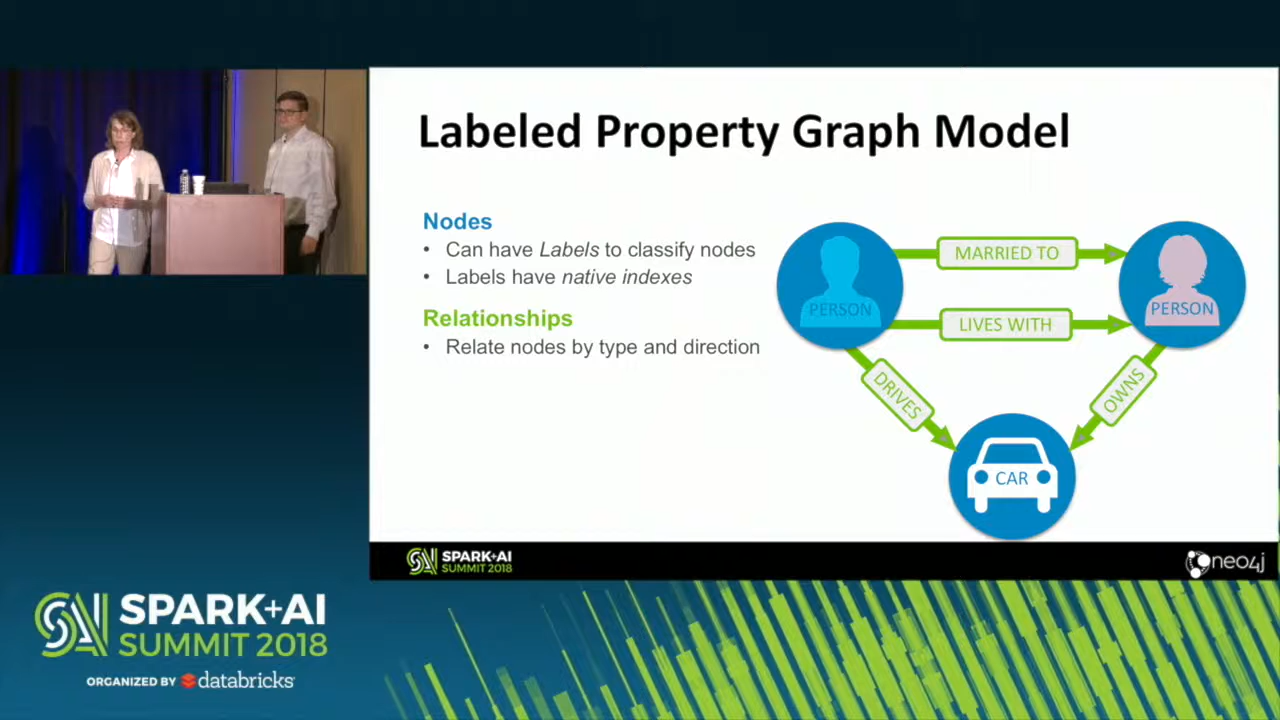 Labeled Property Graph Model
Nodes
• Can have Labels to classify nodes
• Labels have native indexes
Relationships
• Relate nodes by type and direction
MARRIED TO
PERSON
PERSON
LIVES WITH
DRIVES
OWNS
CAR
SPARK+AI
SUMMIT 2018
neo4j
SPARK+AI
SUMMIT 2018
ORGANIZED BY databricks